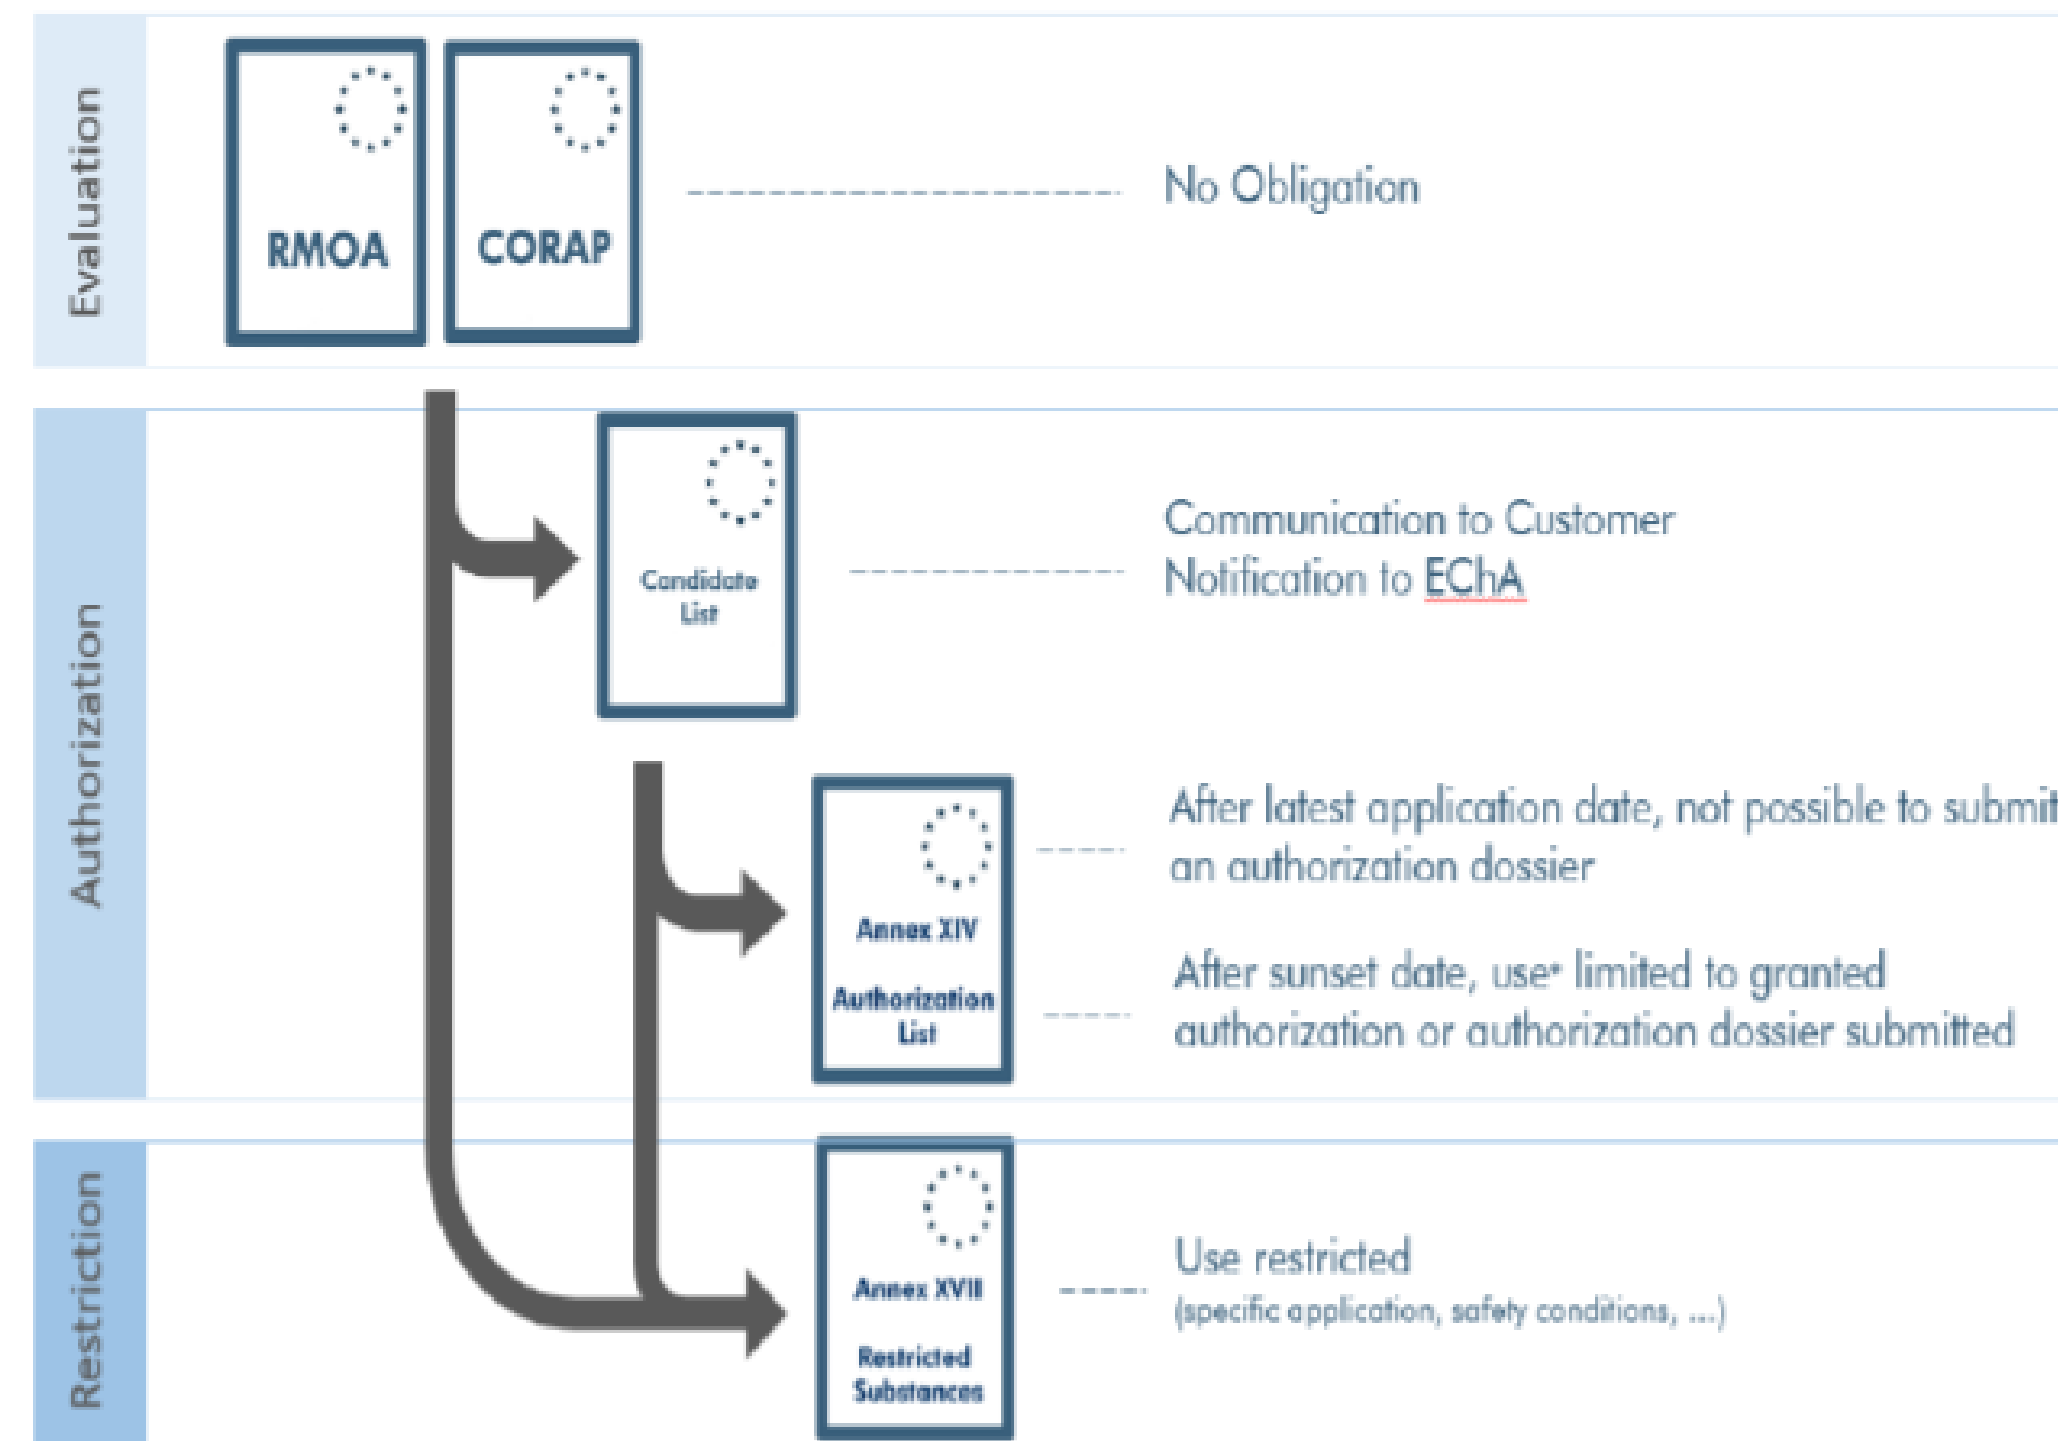 Evaluation
RMOA
CORAP
No Obligation
Authorization
Candidate
List
Communication to Customer
Notification to EChA
Annex XIV
Authorization
List
After latest application date, not possible to submit
an authorization dossier
After sunset date, use* limited to granted
authorization or authorization dossier submitted
Restriction
Annex XVII
Restricted
Substances
Use restricted
(specific application, safety conditions, ...)